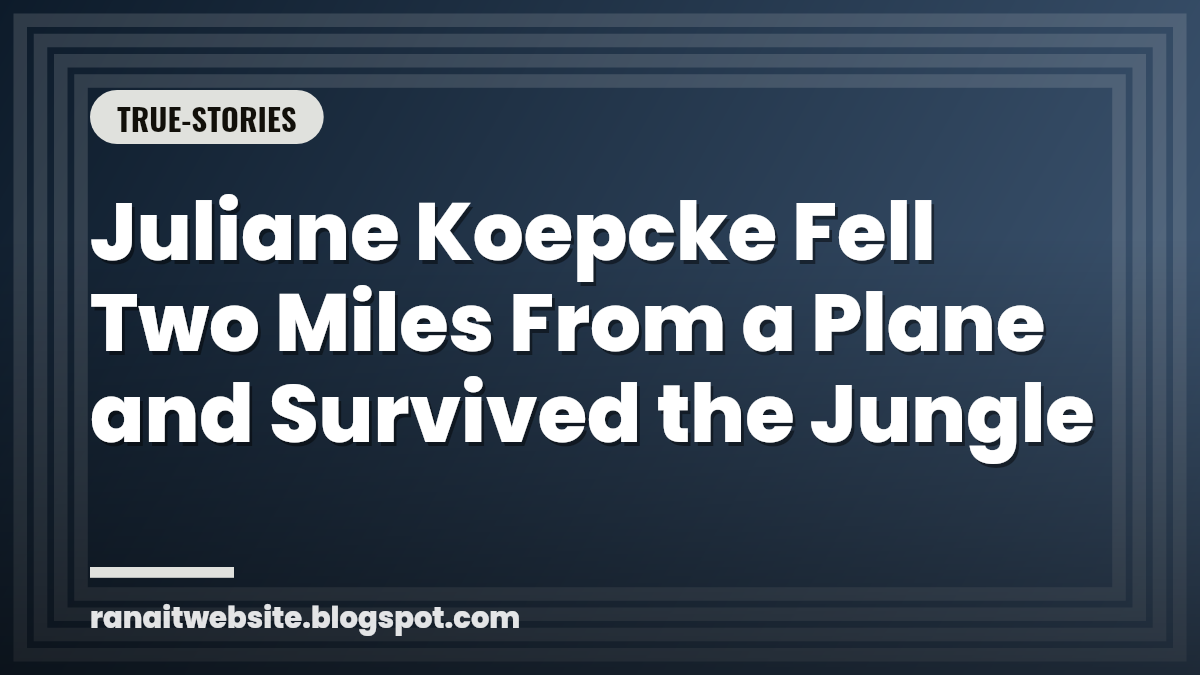 TRUE-STORIES
Juliane Koepcke Fell
Two Miles From a Plane
and Survived the Jungle
ranaitwebsite.blogspot.com